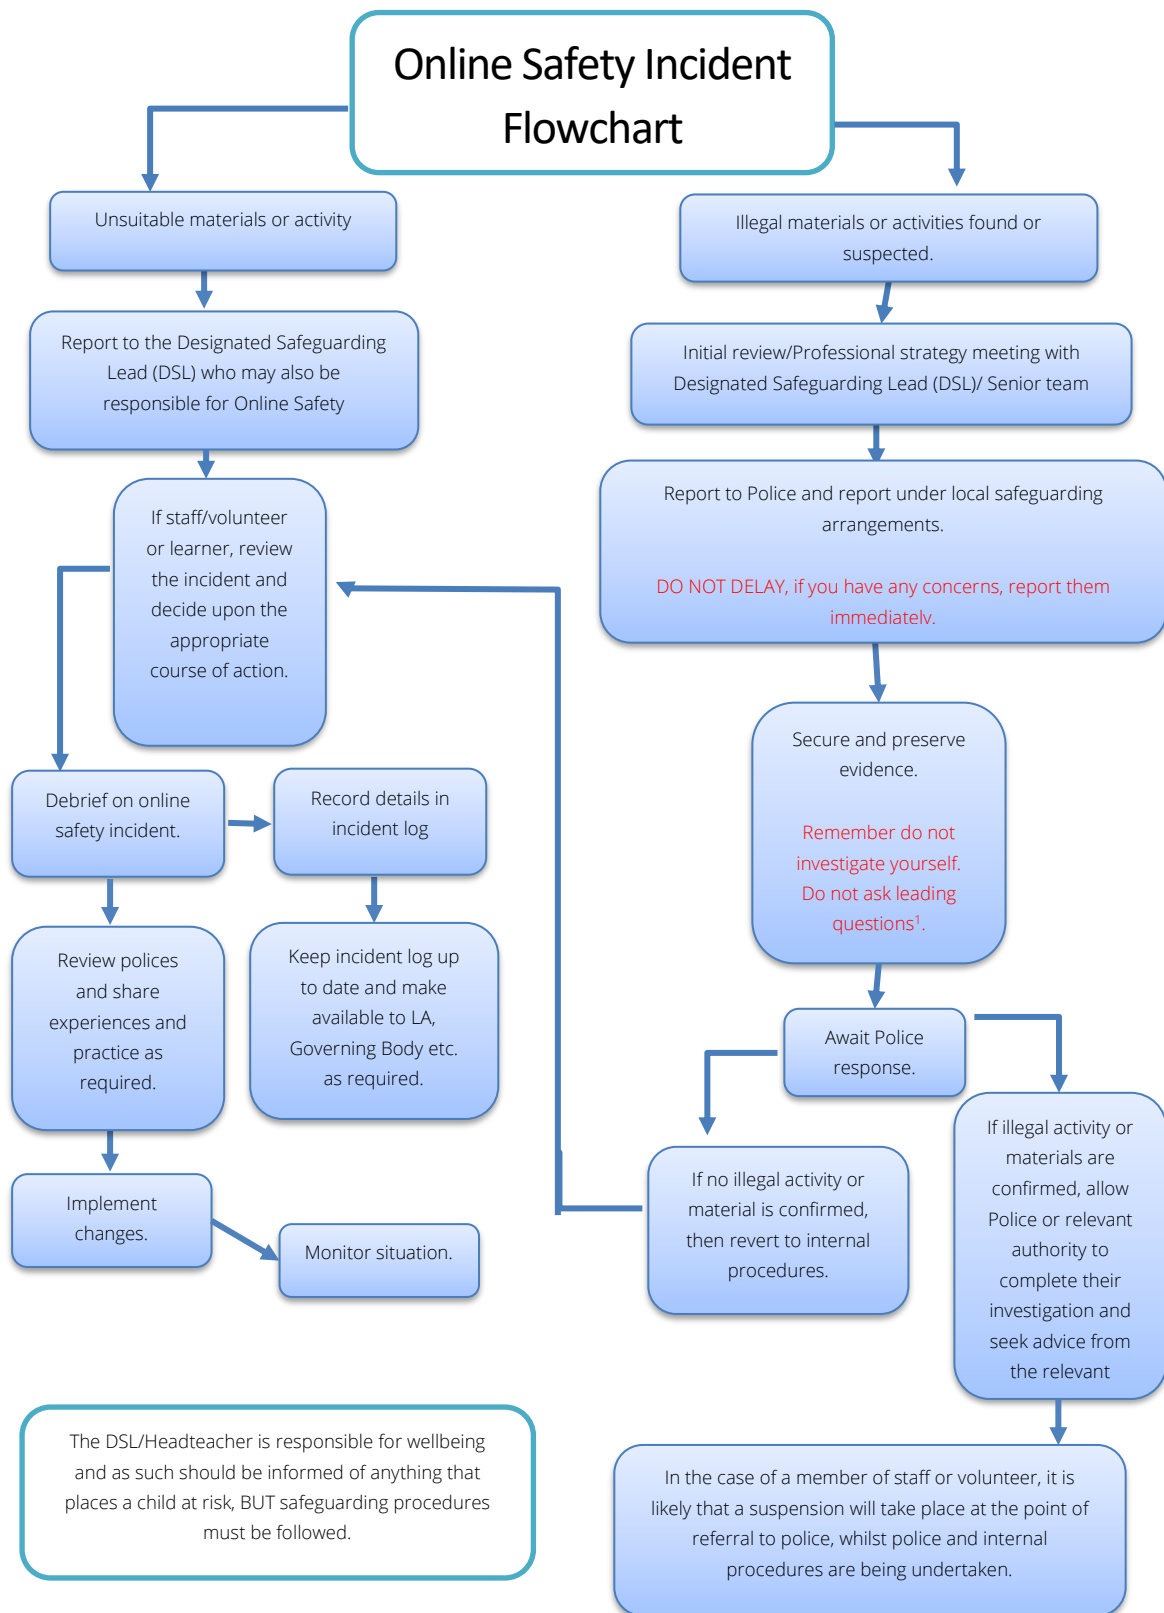 Online Safety Incident
Flowchart
Unsuitable materials or activity
Report to the Designated Safeguarding
Lead (DSL) who may also be
responsible for Online Safety
If staff/volunteer
or learner, review
the incident and
decide upon the
appropriate
course of action.
Debrief on online
safety incident.
Record details in
incident log
Review polices
and share
experiences and
practice as
required.
Keep incident log up
to date and make
available to LA,
Governing Body etc.
as required.
Implement
changes.
Monitor situation.
Illegal materials or activities found or
suspected.
Initial review/Professional strategy meeting with
Designated Safeguarding Lead (DSL)/ Senior team
Report to Police and report under local safeguarding
arrangements.
DO NOT DELAY, if you have any concerns, report them
immediately.
Secure and preserve
evidence.
Remember do not
investigate yourself.
Do not ask leading
questions¹.
Await Police
response.
If no illegal activity or
material is confirmed,
then revert to internal
procedures.
If illegal activity or
materials are
confirmed, allow
Police or relevant
authority to
complete their
investigation and
seek advice from
the relevant
In the case of a member of staff or volunteer, it is
likely that a suspension will take place at the point of
referral to police, whilst police and internal
procedures are being undertaken.
The DSL/Headteacher is responsible for wellbeing
and as such should be informed of anything that
places a child at risk, BUT safeguarding procedures
must be followed.